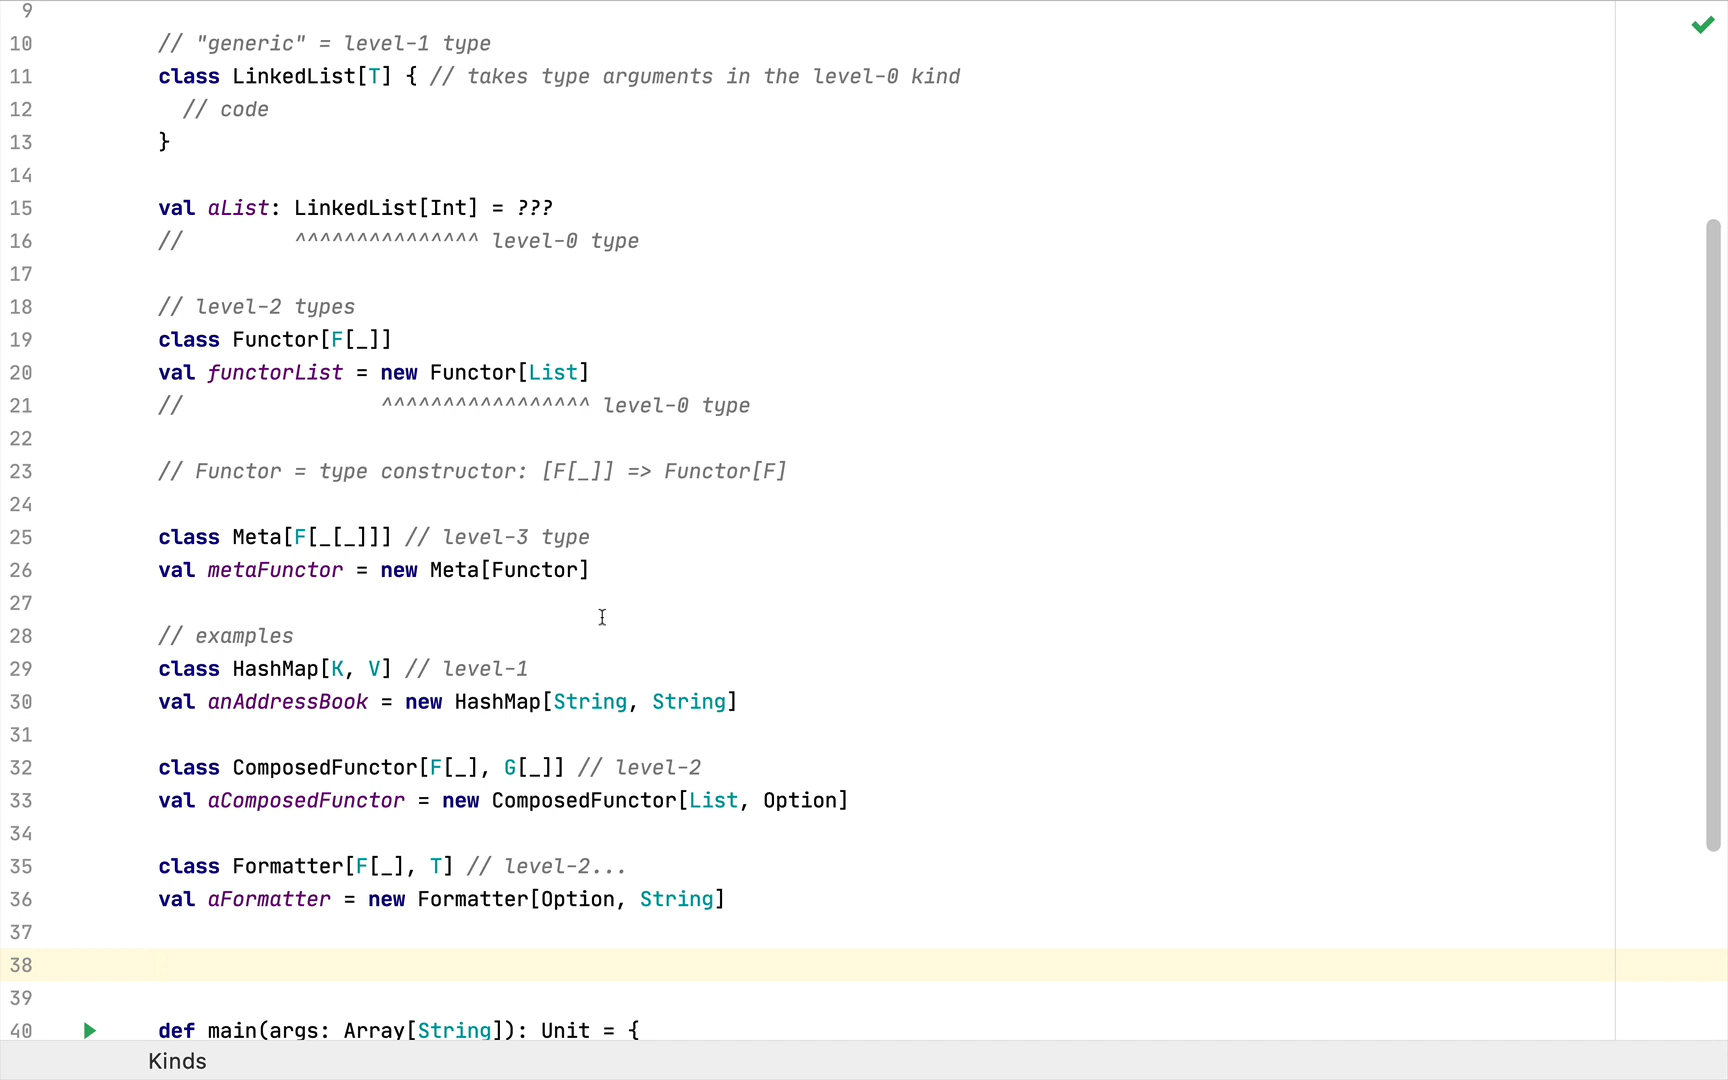 9
10 // "generic" = level-1 type
11 class LinkedList[T] { // takes type arguments in the level-0 kind
12 // code
13 }
14
15 val aList: LinkedList[Int] = ???
16 // ^^^^^^^^^^^^^^^ level-0 type
17
18 // level-2 types
19 class Functor[F[_]]
20 val functorList = new Functor[List]
21 // ^^^^^^^^^^^^^^^^^ level-0 type
22
23 // Functor = type constructor: [F[_]] => Functor[F]
24
25 class Meta[F[_[_]]] // level-3 type
26 val metaFunctor = new Meta[Functor]
27
28 // examples
29 class HashMap[K, V] // level-1
30 val anAddressBook = new HashMap[String, String]
31
32 class ComposedFunctor[F[_], G[_]] // level-2
33 val aComposedFunctor = new ComposedFunctor[List, Option]
34
35 class Formatter[F[_], T] // level-2...
36 val aFormatter = new Formatter[Option, String]
37
38
39
40 def main(args: Array[String]): Unit = {
Kinds